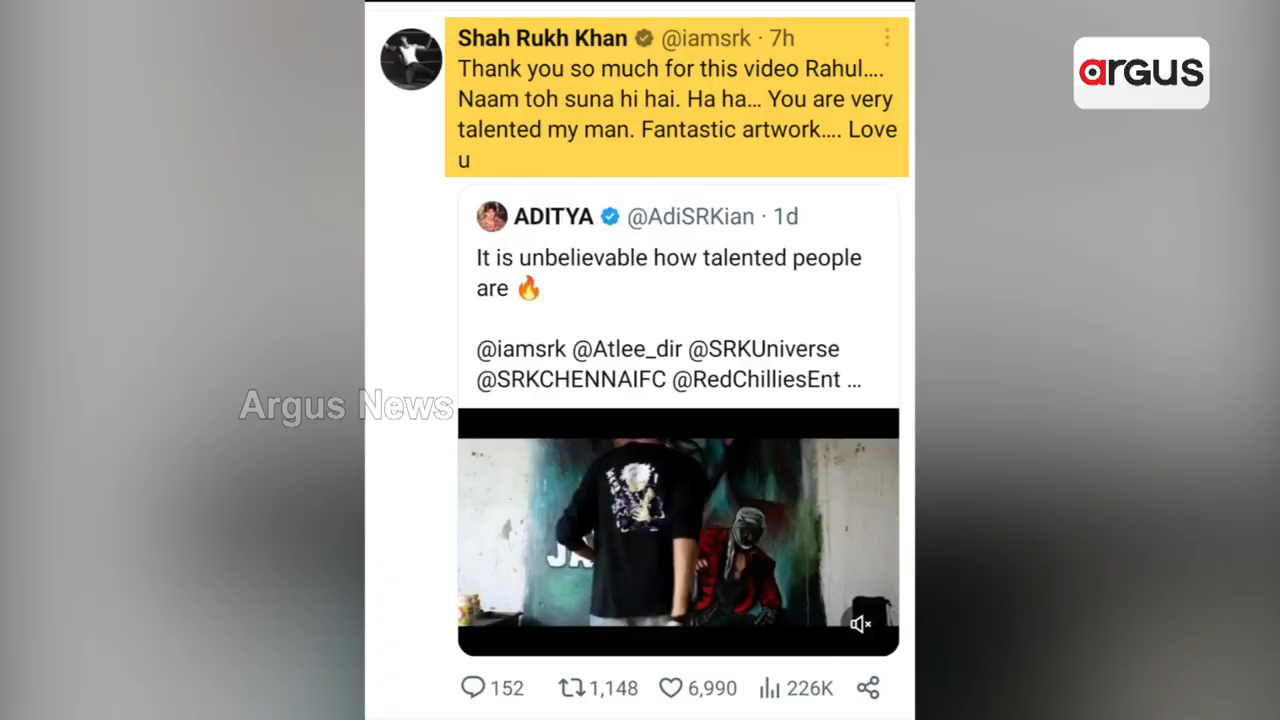 Shah Rukh Khan @iamsrk · 7h
Thank you so much for this video Rahul….
Naam toh suna hi hai. Ha ha… You are very
talented my man. Fantastic artwork…. Love
u
argus
ADITYA @AdiSRKian · 1d
It is unbelievable how talented people
are 🔥
@iamsrk @Atlee_dir @SRKUniverse
@SRKCHENNAIFC @RedChilliesEnt ...
Argus News
JA
152 1,148 6,990 226K